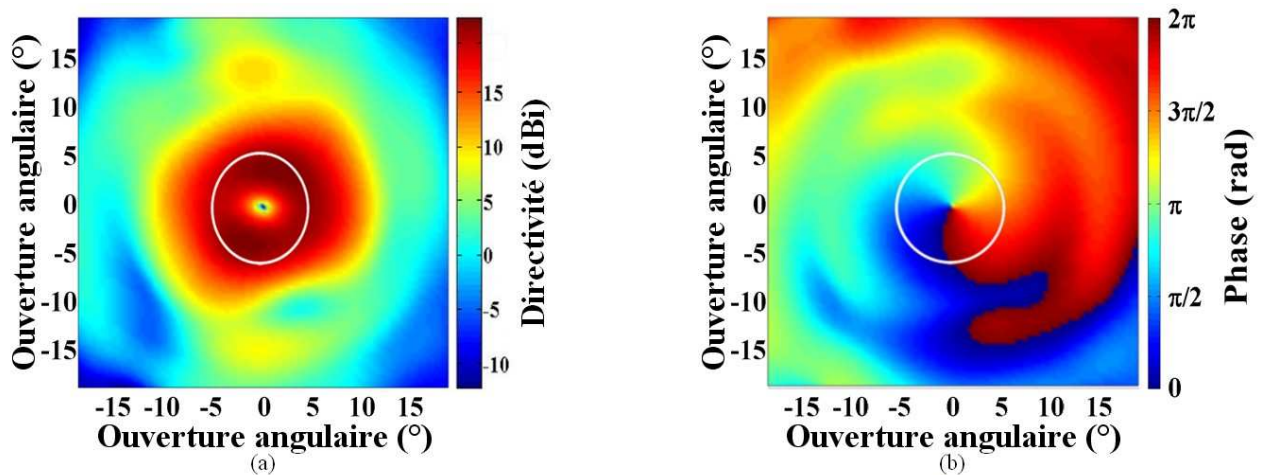 15
10
5
0
-5
-10
-15
-15 -10 -5 0 5 10 15
Ouverture angulaire (°)
Ouverture angulaire (°)
(a)
15
10
5
0
-5
-10
Directivité (dBi)
15
10
5
0
-5
-10
-15
-15 -10 -5 0 5 10 15
Ouverture angulaire (°)
Ouverture angulaire (°)
(b)
2π
3π/2
π
π/2
0
Phase (rad)